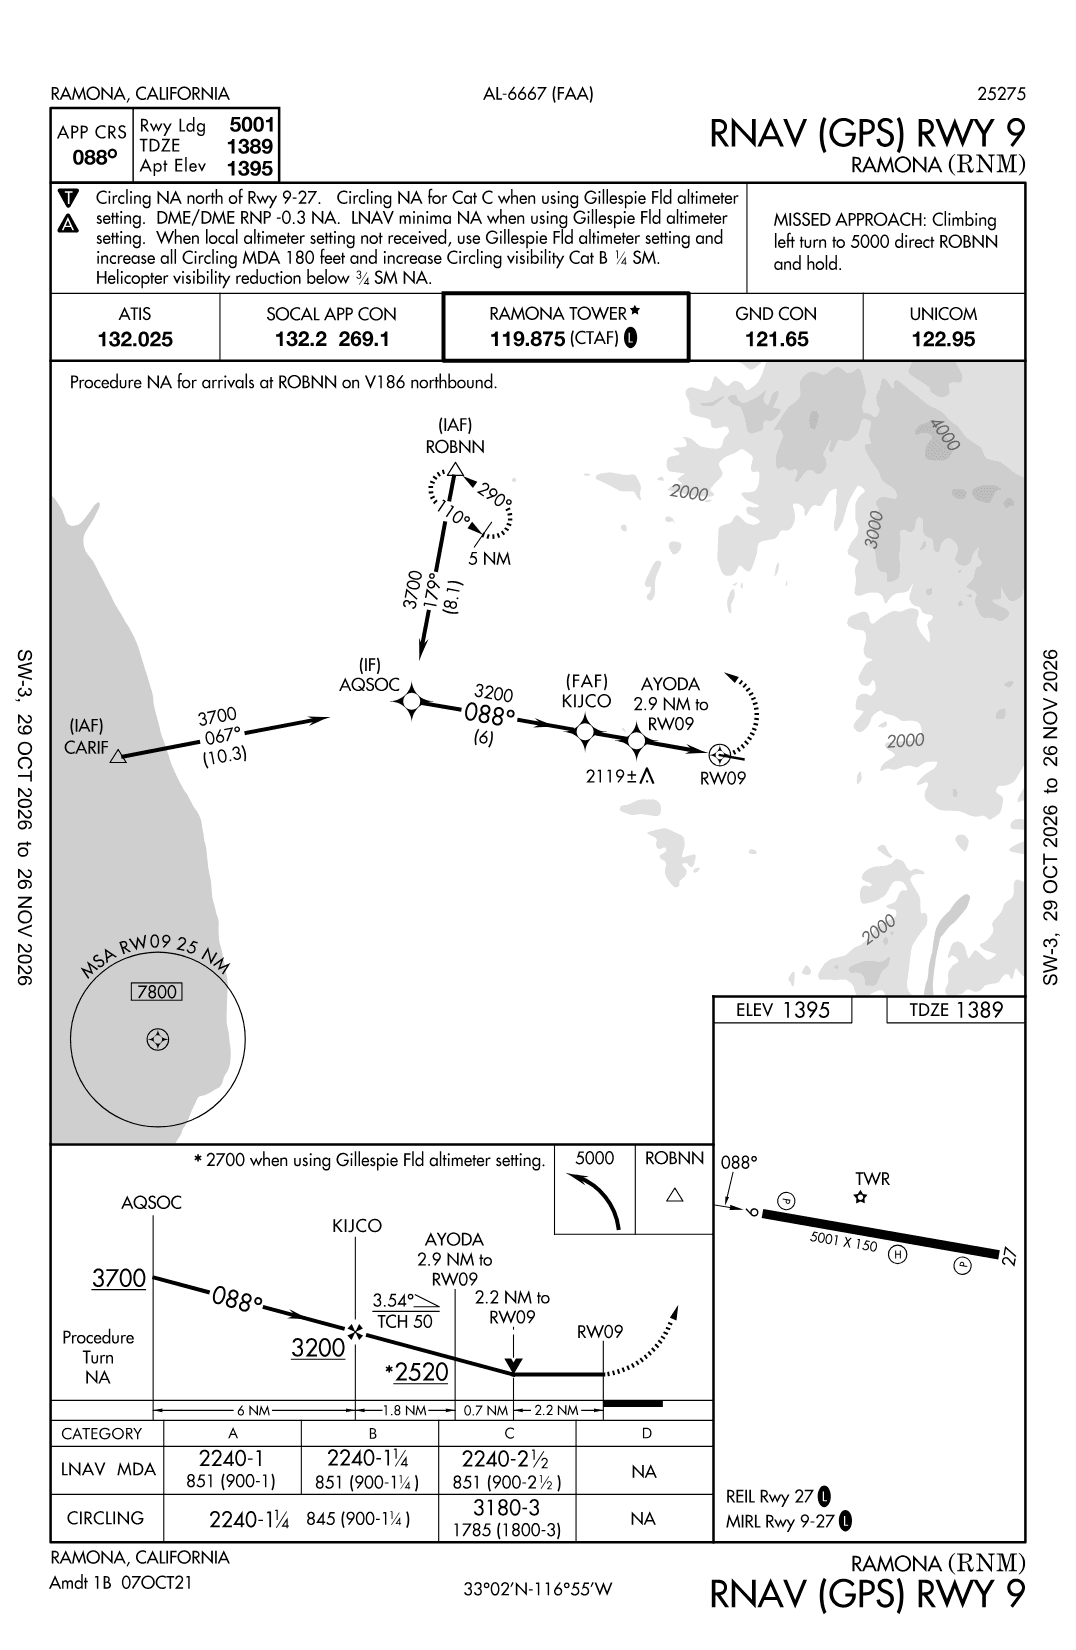 RAMONA, CALIFORNIA
AL-6667 (FAA)
25275
APP CRS
088°
Rwy Ldg 5001
TDZE 1389
Apt Elev 1395
RNAV (GPS) RWY 9
RAMONA (RNM)
T
A
Circling NA north of Rwy 9-27. Circling NA for Cat C when using Gillespie Fld altimeter
setting. DME/DME RNP -0.3 NA. LNAV minima NA when using Gillespie Fld altimeter
setting. When local altimeter setting not received, use Gillespie Fld altimeter setting and
increase all Circling MDA 180 feet and increase Circling visibility Cat B ¼ SM.
Helicopter visibility reduction below ¾ SM NA.
MISSED APPROACH: Climbing
left turn to 5000 direct ROBNN
and hold.
ATIS
132.025
SOCAL APP CON
132.2 269.1
RAMONA TOWER★
119.875 (CTAF) L
GND CON
121.65
UNICOM
122.95
Procedure NA for arrivals at ROBNN on V186 northbound.
(IAF)
ROBNN
290°
110°
5 NM
3700
179°
(8.1)
(IF)
AQSOC
(IAF)
CARIF
3700
067°
(10.3)
3200
088°
(6)
(FAF)
KIJCO
AYODA
2.9 NM to
RW09
2119±
RW09
4000
2000
3000
2000
2000
MSA RW09 25 NM
7800
SW-3, 29 OCT 2026 to 26 NOV 2026
SW-3, 29 OCT 2026 to 26 NOV 2026
ELEV 1395
TDZE 1389
088°
TWR
9
P
5001 X 150
H
P
27
REIL Rwy 27 L
MIRL Rwy 9-27 L
* 2700 when using Gillespie Fld altimeter setting.
5000
ROBNN
AQSOC
KIJCO
AYODA
2.9 NM to
RW09
2.2 NM to
RW09
RW09
3700
088°
3.54°
TCH 50
3200
*2520
Procedure
Turn
NA
6 NM
1.8 NM
0.7 NM
2.2 NM
CATEGORY A B C D
LNAV MDA
2240-1
851 (900-1)
2240-1¼
851 (900-1¼)
2240-2½
851 (900-2½)
NA
CIRCLING
2240-1¼ 845 (900-1¼)
3180-3
1785 (1800-3)
NA
RAMONA, CALIFORNIA
Amdt 1B 07OCT21
33°02'N-116°55'W
RAMONA (RNM)
RNAV (GPS) RWY 9